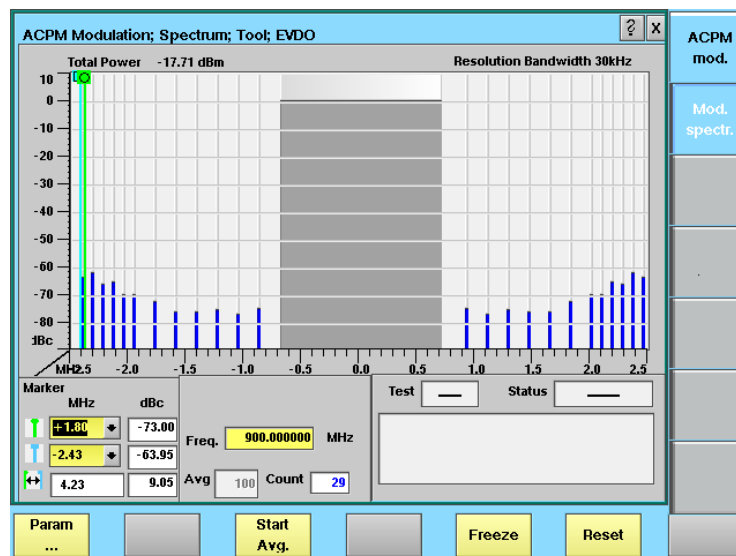 ACPM Modulation; Spectrum; Tool; EVDO
? X
ACPM
mod.
Total Power -17.71 dBm
Resolution Bandwidth 30kHz
Mod.
spectr.
10
0
-10
-20
-30
-40
-50
-60
-70
-80
dBc
MHz -2.5 -2.0 -1.5 -1.0 -0.5 0.0 0.5 1.0 1.5 2.0 2.5
Marker
MHz dBc
+1.80 -73.00
-2.43 -63.95
4.23 9.05
Freq. 900.000000 MHz
Avg 100 Count 29
Test — Status —
Param
...
Start
Avg.
Freeze
Reset